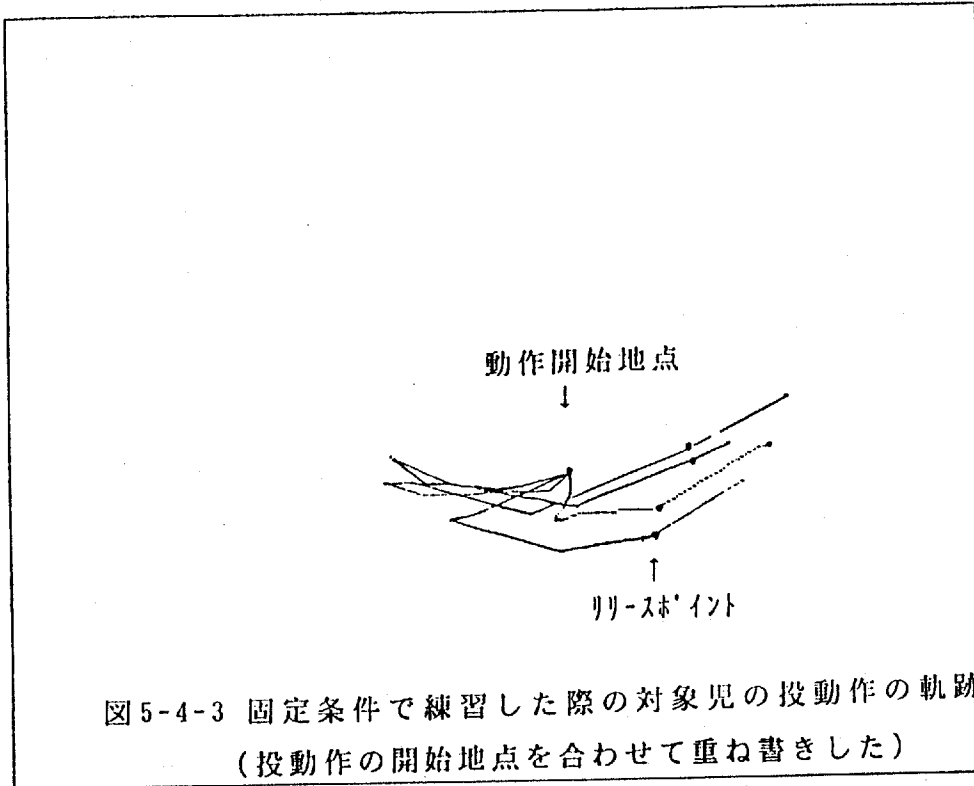 動作開始地点
↓
↑
リリースポイント
図5-4-3 固定条件で練習した際の対象児の投動作の軌跡
(投動作の開始地点を合わせて重ね書きした)